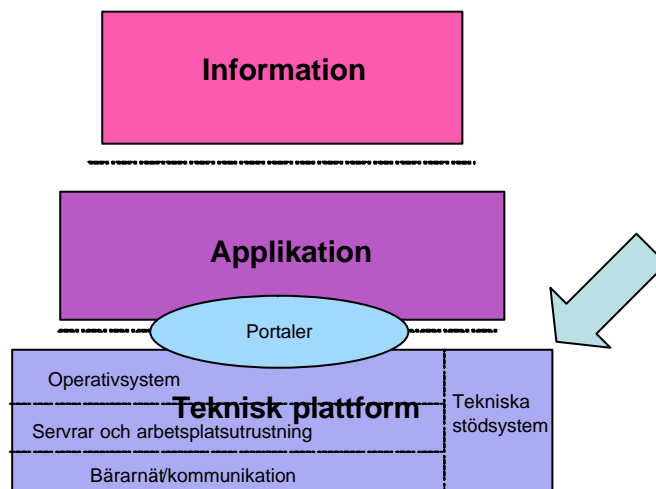 Information
Applikation
Portaler
Operativsystem
Teknisk plattform
Tekniska
stödsystem
Servrar och arbetsplatsutrustning
Bärarnät/kommunikation